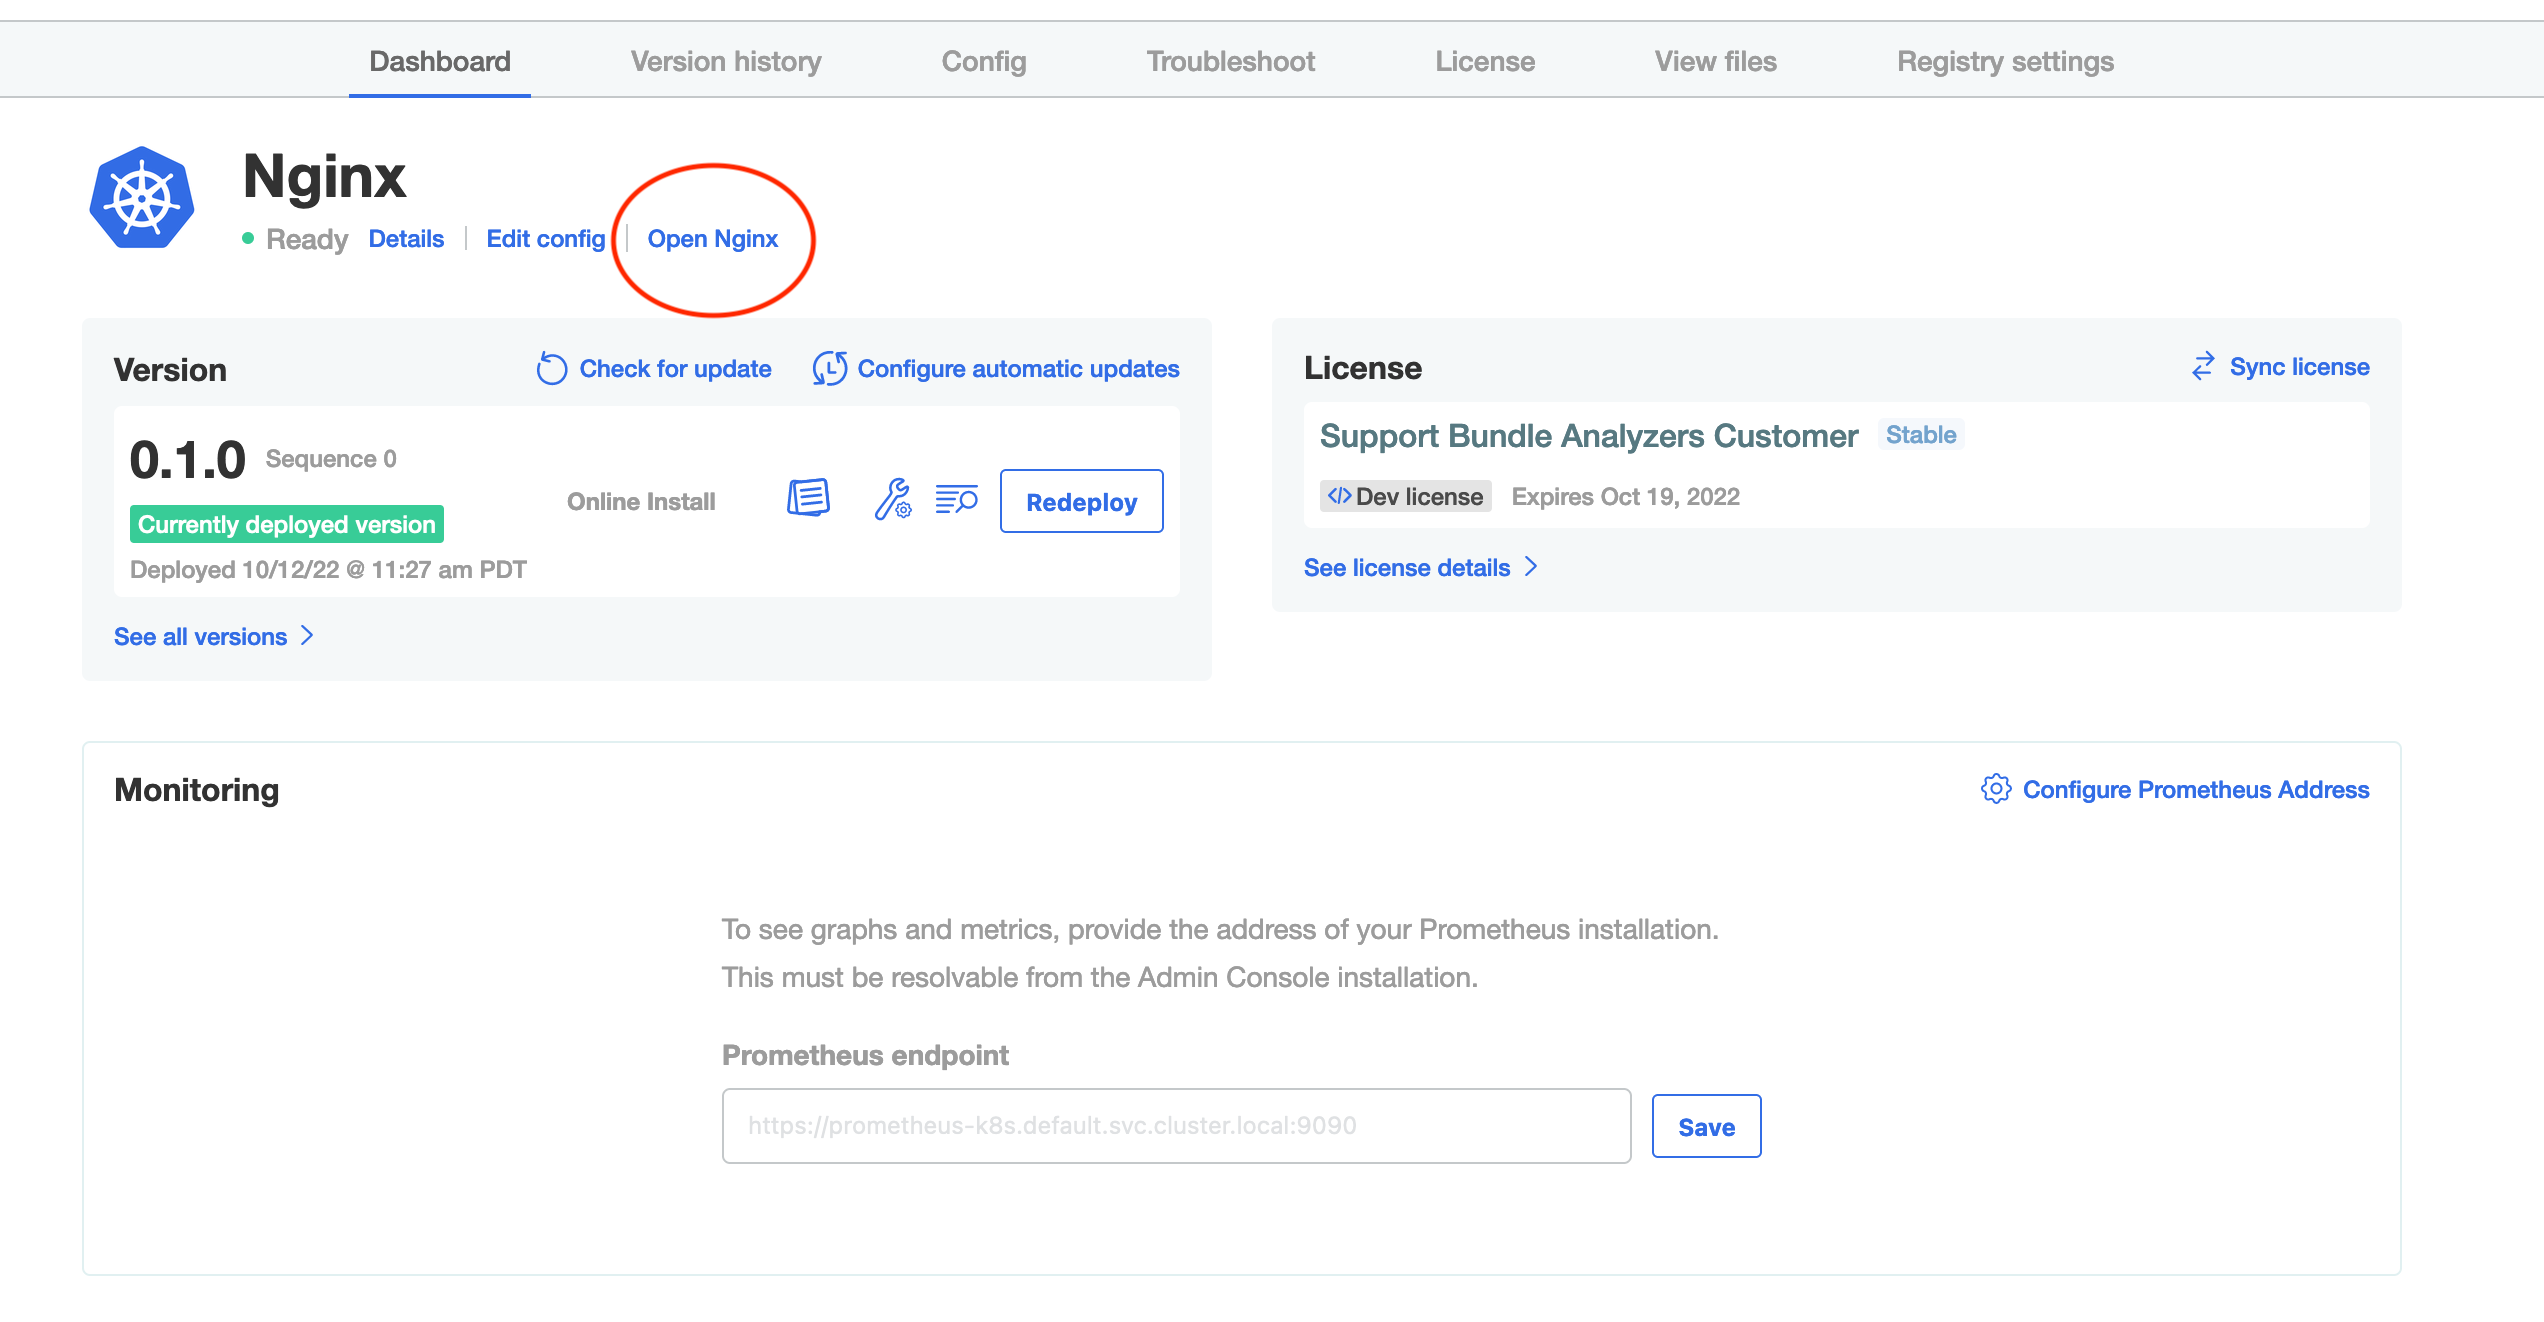 Dashboard Version history Config Troubleshoot License View files Registry settings
Nginx
Ready Details Edit config Open Nginx
Version Check for update Configure automatic updates
0.1.0 Sequence 0
Currently deployed version
Deployed 10/12/22 @ 11:27 am PDT
Online Install
Redeploy
See all versions
License Sync license
Support Bundle Analyzers Customer Stable
</> Dev license Expires Oct 19, 2022
See license details
Monitoring Configure Prometheus Address
To see graphs and metrics, provide the address of your Prometheus installation.
This must be resolvable from the Admin Console installation.
Prometheus endpoint
https://prometheus-k8s.default.svc.cluster.local:9090
Save